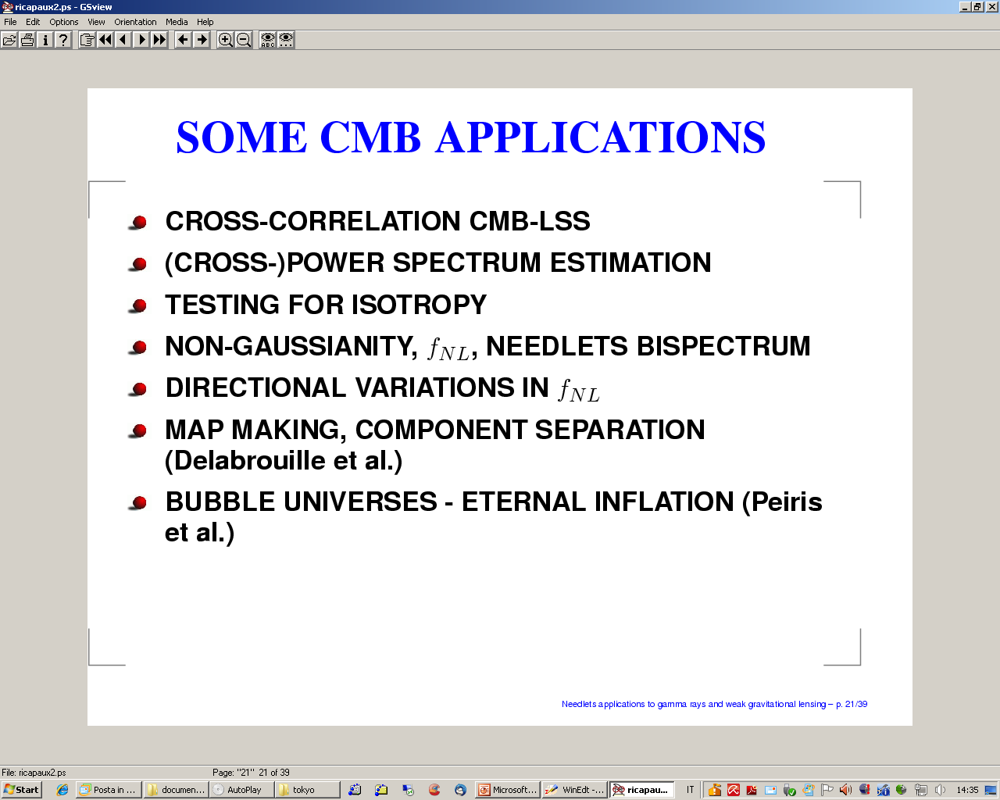 ricapaux2.ps - GSview
File Edit Options View Orientation Media Help
SOME CMB APPLICATIONS
CROSS-CORRELATION CMB-LSS
(CROSS-)POWER SPECTRUM ESTIMATION
TESTING FOR ISOTROPY
NON-GAUSSIANITY, f_{NL}, NEEDLETS BISPECTRUM
DIRECTIONAL VARIATIONS IN f_{NL}
MAP MAKING, COMPONENT SEPARATION
(Delabrouille et al.)
BUBBLE UNIVERSES - ETERNAL INFLATION (Peiris
et al.)
Needlets applications to gamma rays and weak gravitational lensing – p. 21/39
File: ricapaux2.ps Page: "21" 21 of 39
Start Posta in ... documen... AutoPlay tokyo Microsoft... WinEdt -... ricapau... IT 14:35